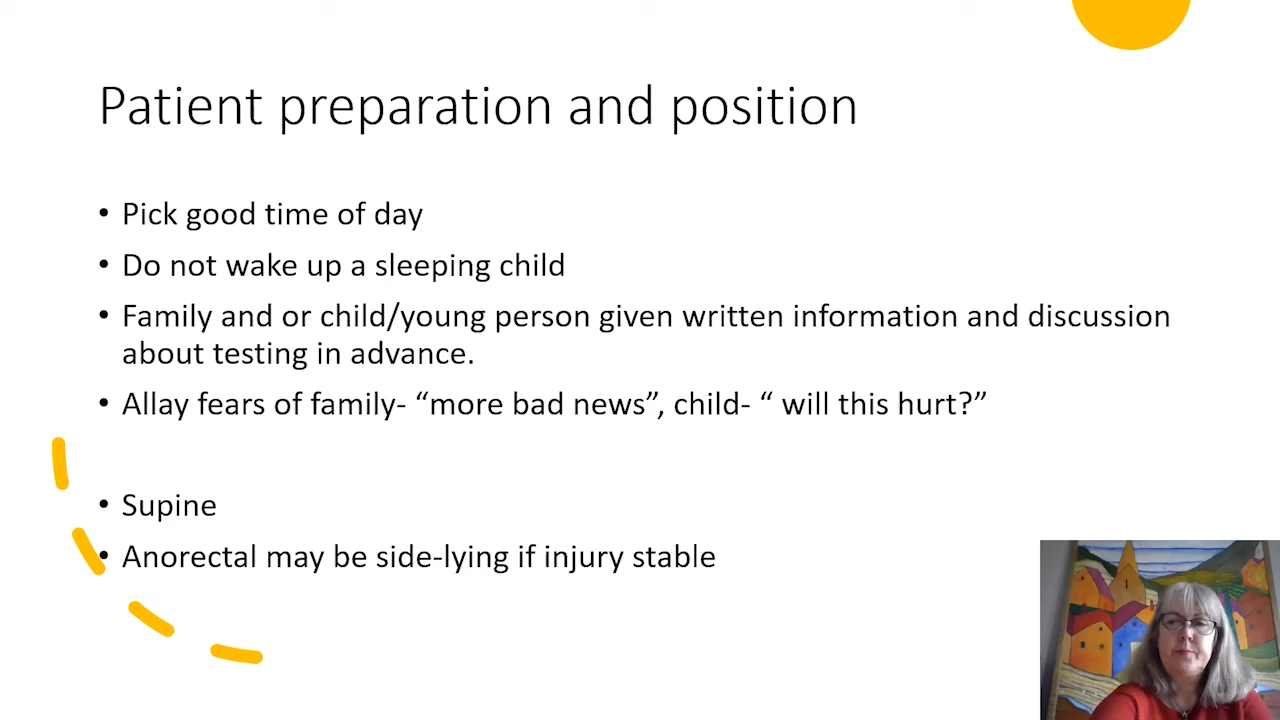 Patient preparation and position
• Pick good time of day
• Do not wake up a sleeping child
• Family and or child/young person given written information and discussion
about testing in advance.
• Allay fears of family- “more bad news”, child- “ will this hurt?”
• Supine
• Anorectal may be side-lying if injury stable